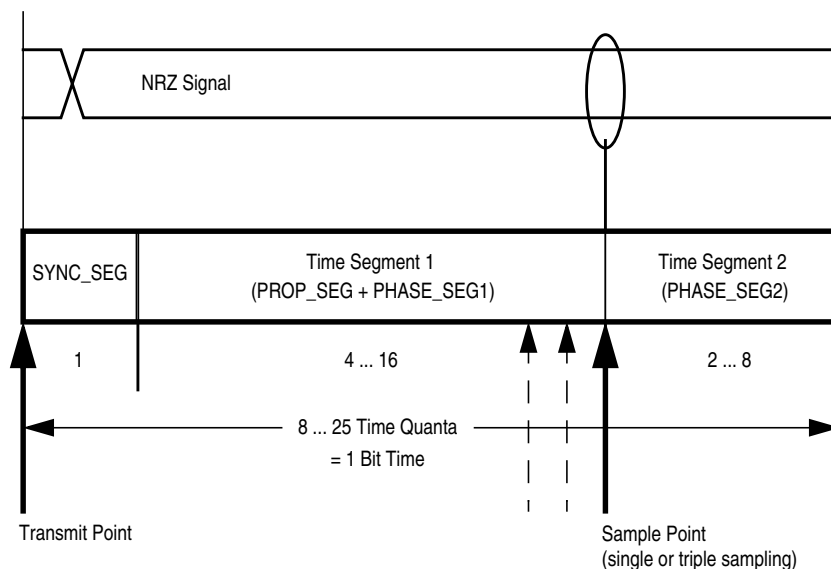 NRZ Signal
SYNC_SEG
Time Segment 1
(PROP_SEG + PHASE_SEG1)
Time Segment 2
(PHASE_SEG2)
1
4 ... 16
2 ... 8
8 ... 25 Time Quanta
= 1 Bit Time
Transmit Point
Sample Point
(single or triple sampling)